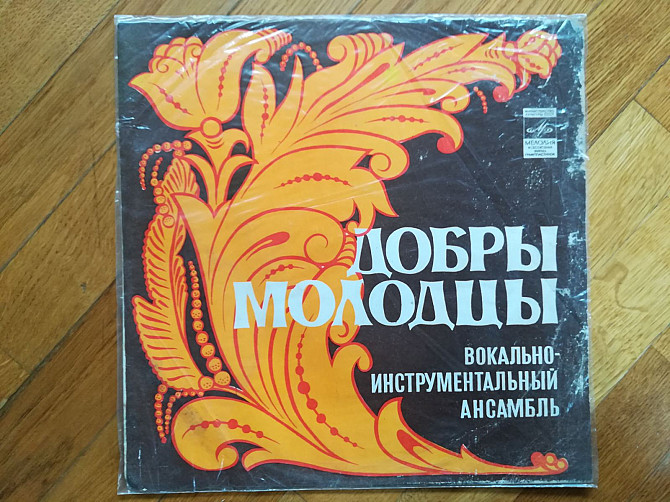 МЕЛОДИЯ
ДОБРЫ
МОЛОДЦЫ
ВОКАЛЬНО-
ИНСТРУМЕНТАЛЬНЫЙ
АНСАМБЛЬ